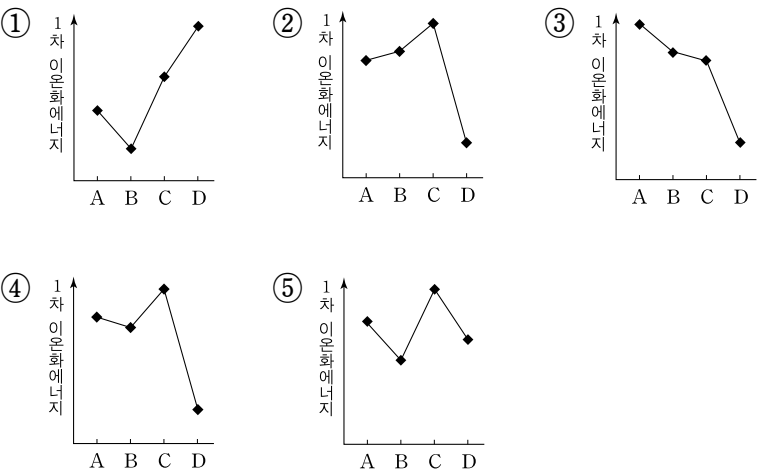 ① 1차 이온화에너지
A B C D
② 1차 이온화에너지
A B C D
③ 1차 이온화에너지
A B C D
④ 1차 이온화에너지
A B C D
⑤ 1차 이온화에너지
A B C D